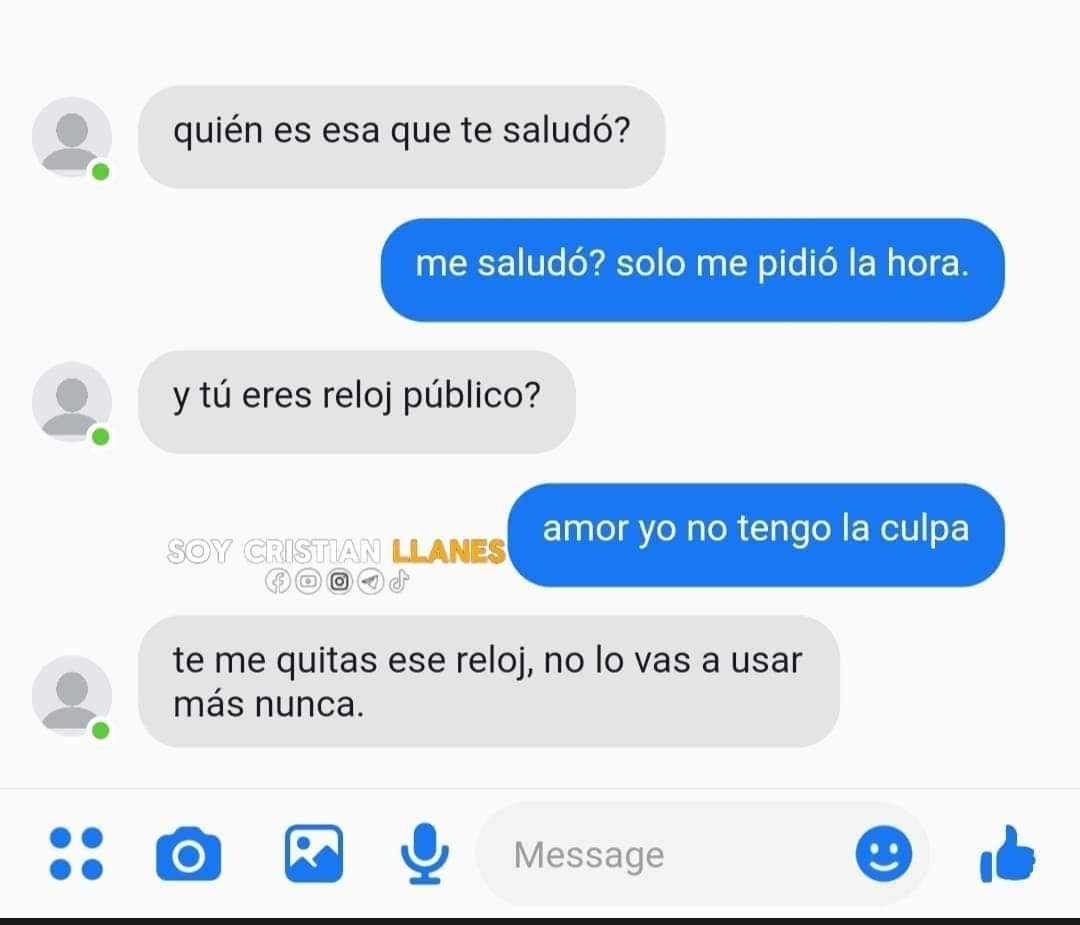 quién es esa que te saludó?
me saludó? solo me pidió la hora.
y tú eres reloj público?
amor yo no tengo la culpa
SOY CRISTIAN LLANES
te me quitas ese reloj, no lo vas a usar
más nunca.
Message